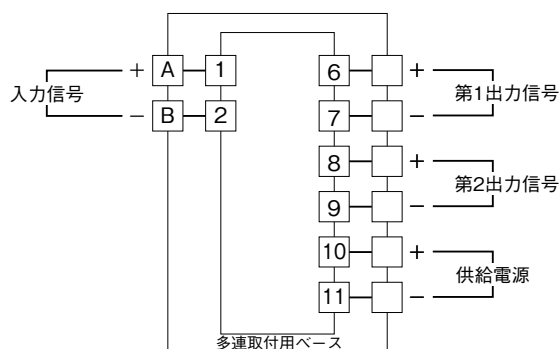 + A 1 6 +
入力信号 第1出力信号
− B 2 7 −
8 +
第2出力信号
9 −
10 +
供給電源
11 −
多連取付用ベース